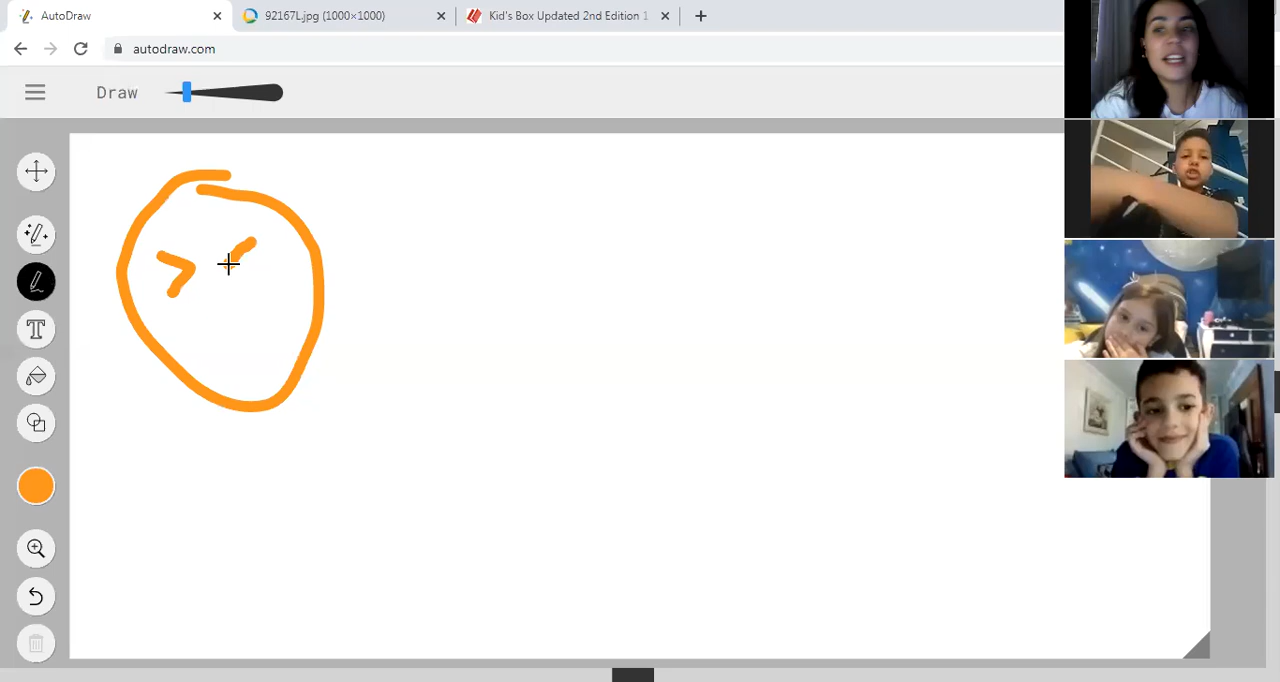 AutoDraw
92167L.jpg (1000×1000)
Kid's Box Updated 2nd Edition 1
autodraw.com
Draw
T